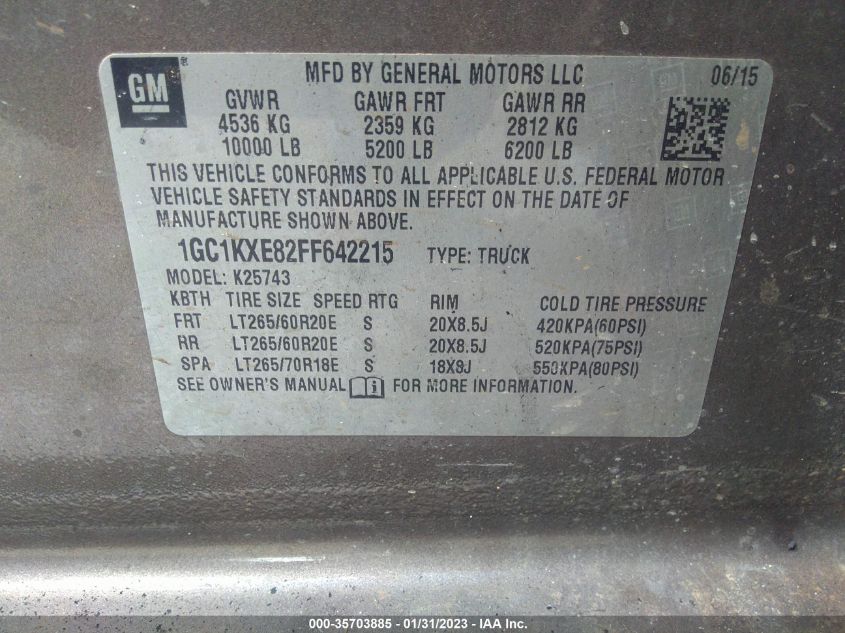 GM MFD BY GENERAL MOTORS LLC 06/15
GVWR GAWR FRT GAWR RR
4536 KG 2359 KG 2812 KG
10000 LB 5200 LB 6200 LB
THIS VEHICLE CONFORMS TO ALL APPLICABLE U.S. FEDERAL MOTOR
VEHICLE SAFETY STANDARDS IN EFFECT ON THE DATE OF
MANUFACTURE SHOWN ABOVE.
1GC1KXE82FF642215 TYPE: TRUCK
MODEL: K25743
KBTH TIRE SIZE SPEED RTG RIM COLD TIRE PRESSURE
FRT LT265/60R20E S 20X8.5J 420KPA(60PSI)
RR LT265/60R20E S 20X8.5J 520KPA(75PSI)
SPA LT265/70R18E S 18X8J 550KPA(80PSI)
SEE OWNER'S MANUAL FOR MORE INFORMATION.
000-35703885 - 01/31/2023 - IAA Inc.